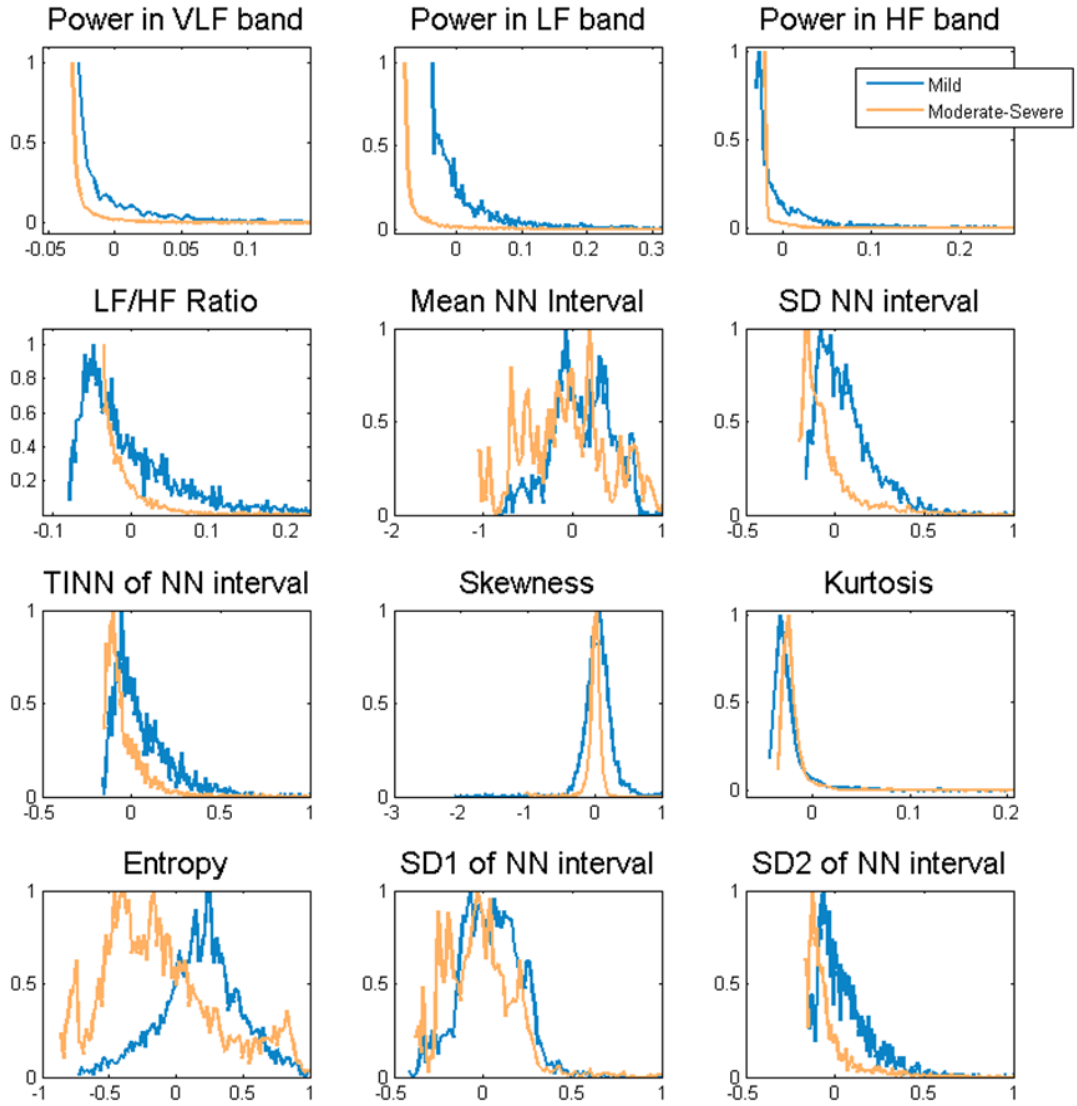 Power in VLF band Power in LF band Power in HF band
1 1 1
Mild
Moderate-Severe
0.5 0.5 0.5
0 0 0
-0.05 0 0.05 0.1 0 0.1 0.2 0.3 0 0.1 0.2
LF/HF Ratio Mean NN Interval SD NN interval
1 1
1
0.8
0.6 0.5 0.5
0.4
0.2
0 0
-0.1 0 0.1 0.2 -2 -1 0 1 -0.5 0 0.5 1
TINN of NN interval Skewness Kurtosis
1 1 1
0.5 0.5 0.5
0 0 0
-0.5 0 0.5 1 -3 -2 -1 0 1 0 0.1 0.2
Entropy SD1 of NN interval SD2 of NN interval
1 1 1
0.5 0.5 0.5
0 0 0
-1 -0.5 0 0.5 1 -0.5 0 0.5 1 -0.5 0 0.5 1